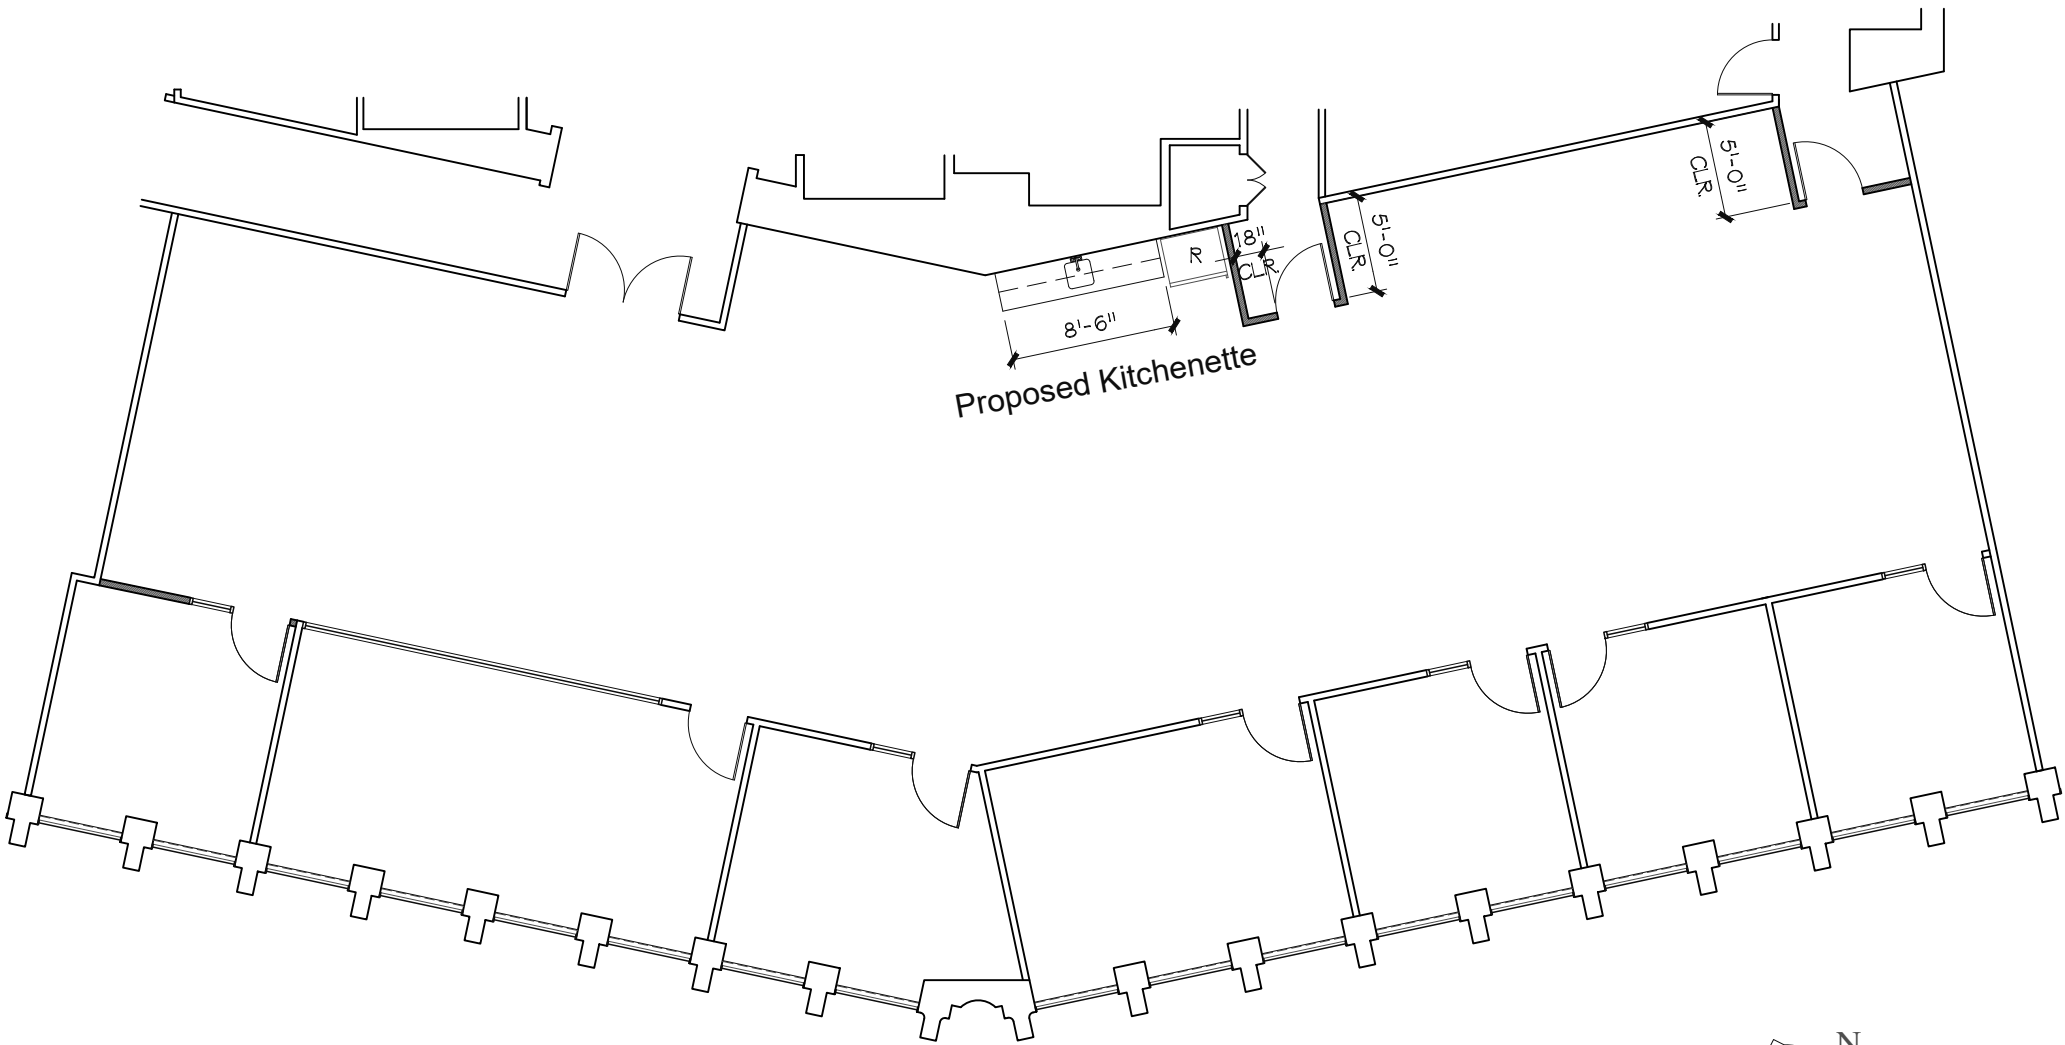 5'-0"
CLR.
5'-0"
CLR.
18"
CLR.
R
8'-6"
Proposed Kitchenette
N